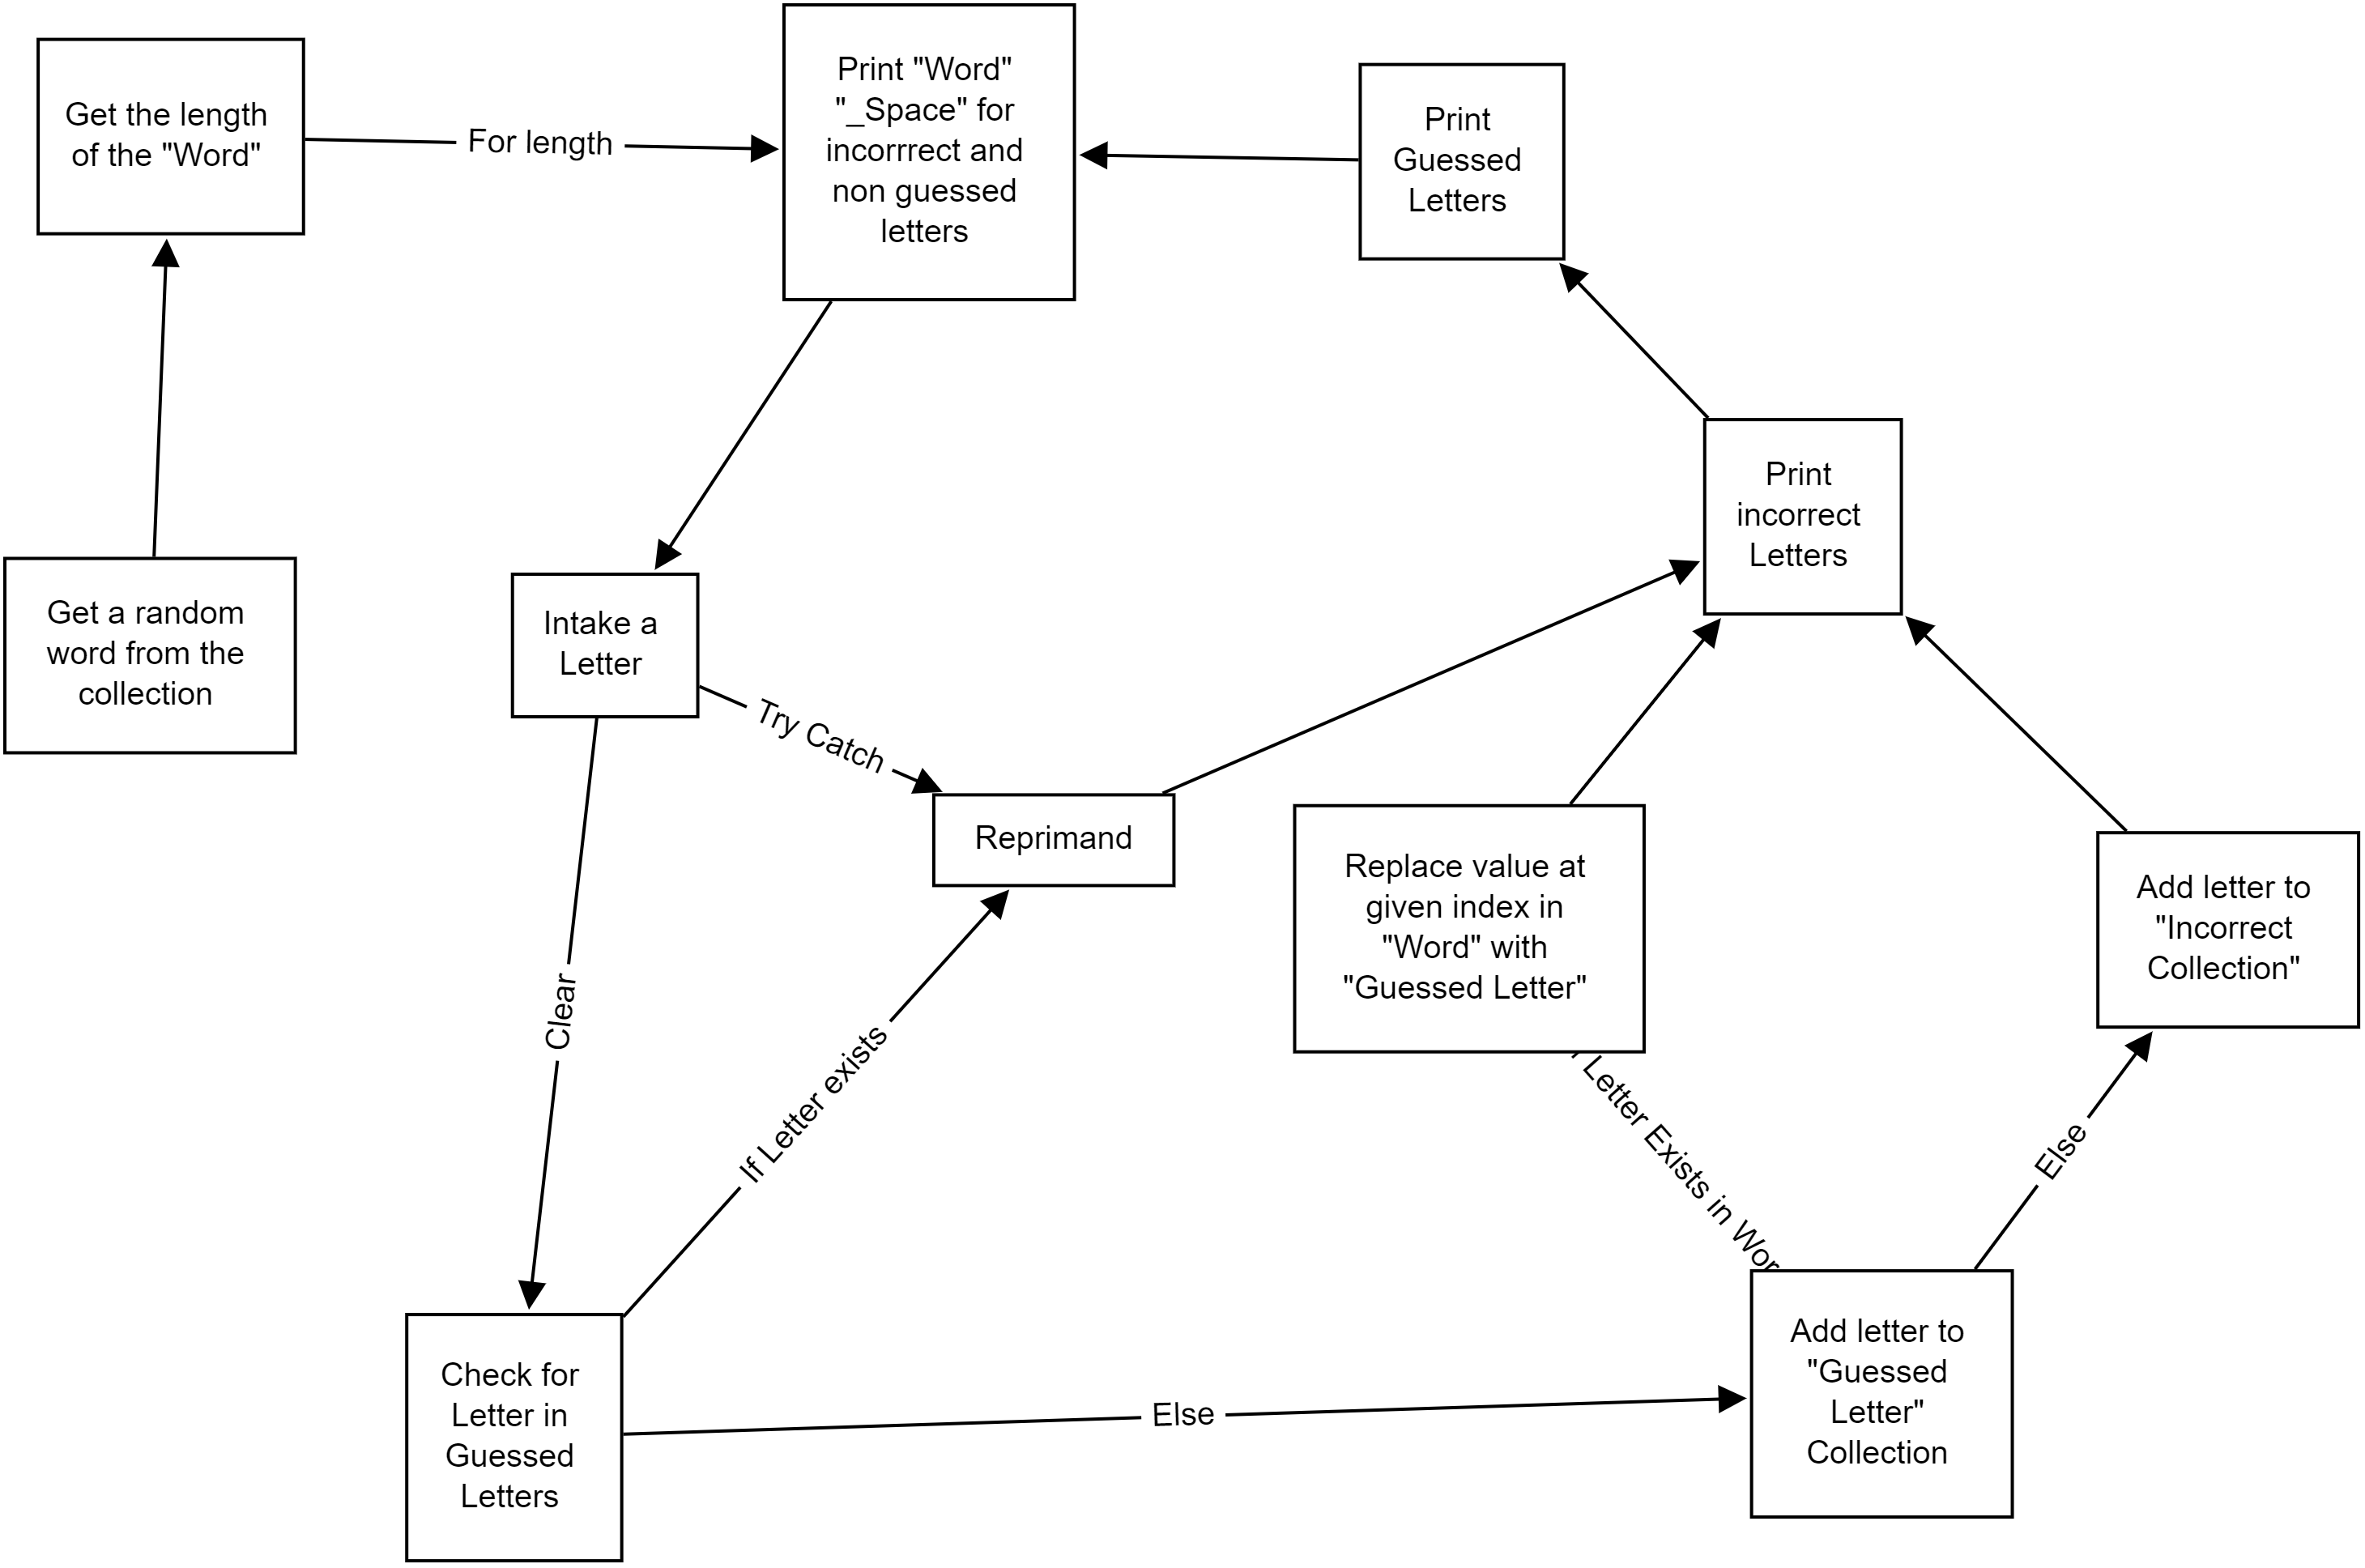 Get the length
of the "Word"
For length
Print "Word"
"_Space" for
incorrrect and
non guessed
letters
Print
Guessed
Letters
Print
incorrect
Letters
Get a random
word from the
collection
Intake a
Letter
Try Catch
Reprimand
Replace value at
given index in
"Word" with
"Guessed Letter"
Add letter to
"Incorrect
Collection"
Clear
If Letter exists
Letter Exists in Wor
Else
Check for
Letter in
Guessed
Letters
Else
Add letter to
"Guessed
Letter"
Collection